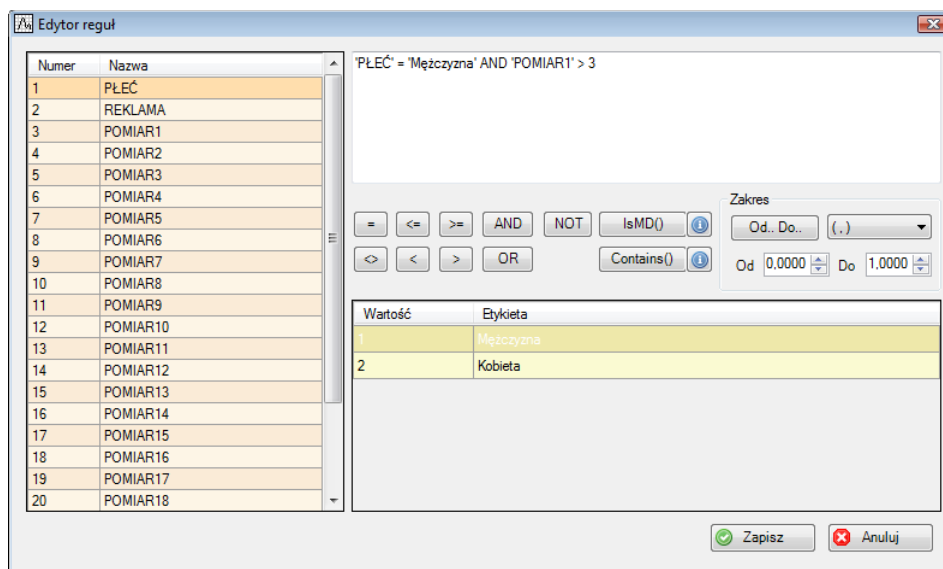 Edytor reguł
Numer Nazwa
1 PŁEĆ
2 REKLAMA
3 POMIAR1
4 POMIAR2
5 POMIAR3
6 POMIAR4
7 POMIAR5
8 POMIAR6
9 POMIAR7
10 POMIAR8
11 POMIAR9
12 POMIAR10
13 POMIAR11
14 POMIAR12
15 POMIAR13
16 POMIAR14
17 POMIAR15
18 POMIAR16
19 POMIAR17
20 POMIAR18
'PŁEĆ' = 'Mężczyzna' AND 'POMIAR1' > 3
= <= >= AND NOT IsMD()
<> < > OR Contains()
Zakres
Od.. Do.. ( , )
Od 0,0000 Do 1,0000
Wartość Etykieta
1 Mężczyzna
2 Kobieta
Zapisz Anuluj